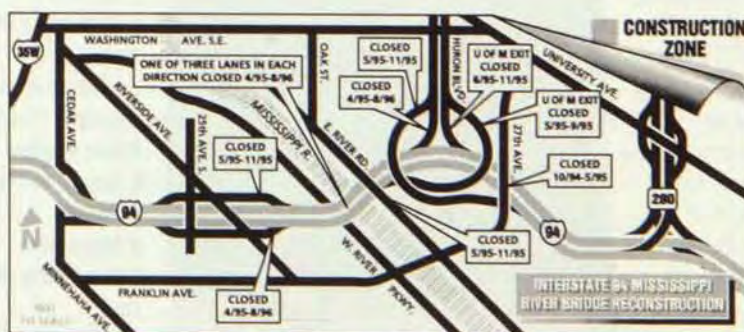 CONSTRUCTION
ZONE
35W
WASHINGTON AVE. S.E.
ONE OF THREE LANES IN EACH
DIRECTION CLOSED 4/95-8/96
OAK ST.
CLOSED
5/95-11/95
CLOSED
4/95-8/96
HURON BLVD
U OF M EXIT
CLOSED
6/95-11/95
U OF M EXIT
CLOSED
5/95-9/95
UNIVERSITY AVE.
CEDAR AVE.
RIVERSIDE AVE.
25th AVE. S.
MISSISSIPPI R.
E. RIVER RD.
27th AVE.
CLOSED
5/95-11/95
CLOSED
10/94-5/95
280
94
94
N
CLOSED
5/95-11/95
W. RIVER PKWY.
MINNEHAHA AVE.
FRANKLIN AVE.
CLOSED
4/95-8/96
INTERSTATE 94 MISSISSIPPI
RIVER BRIDGE RECONSTRUCTION